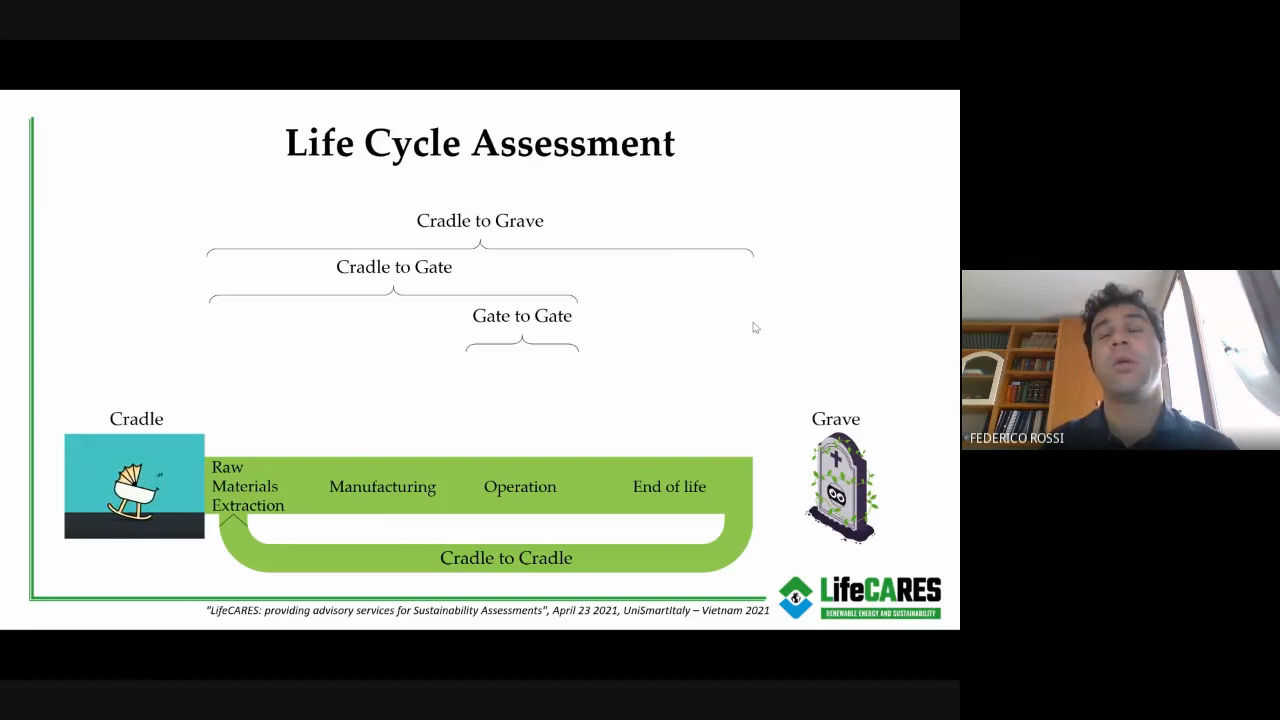 Life Cycle Assessment
Cradle to Grave
Cradle to Gate
Gate to Gate
Cradle
Grave
Raw
Materials
Extraction
Manufacturing
Operation
End of life
Cradle to Cradle
"LifeCARES: providing advisory services for Sustainability Assessments", April 23 2021, UniSmartItaly – Vietnam 2021
LifeCARES
RENEWABLE ENERGY AND SUSTAINABILITY
FEDERICO ROSSI